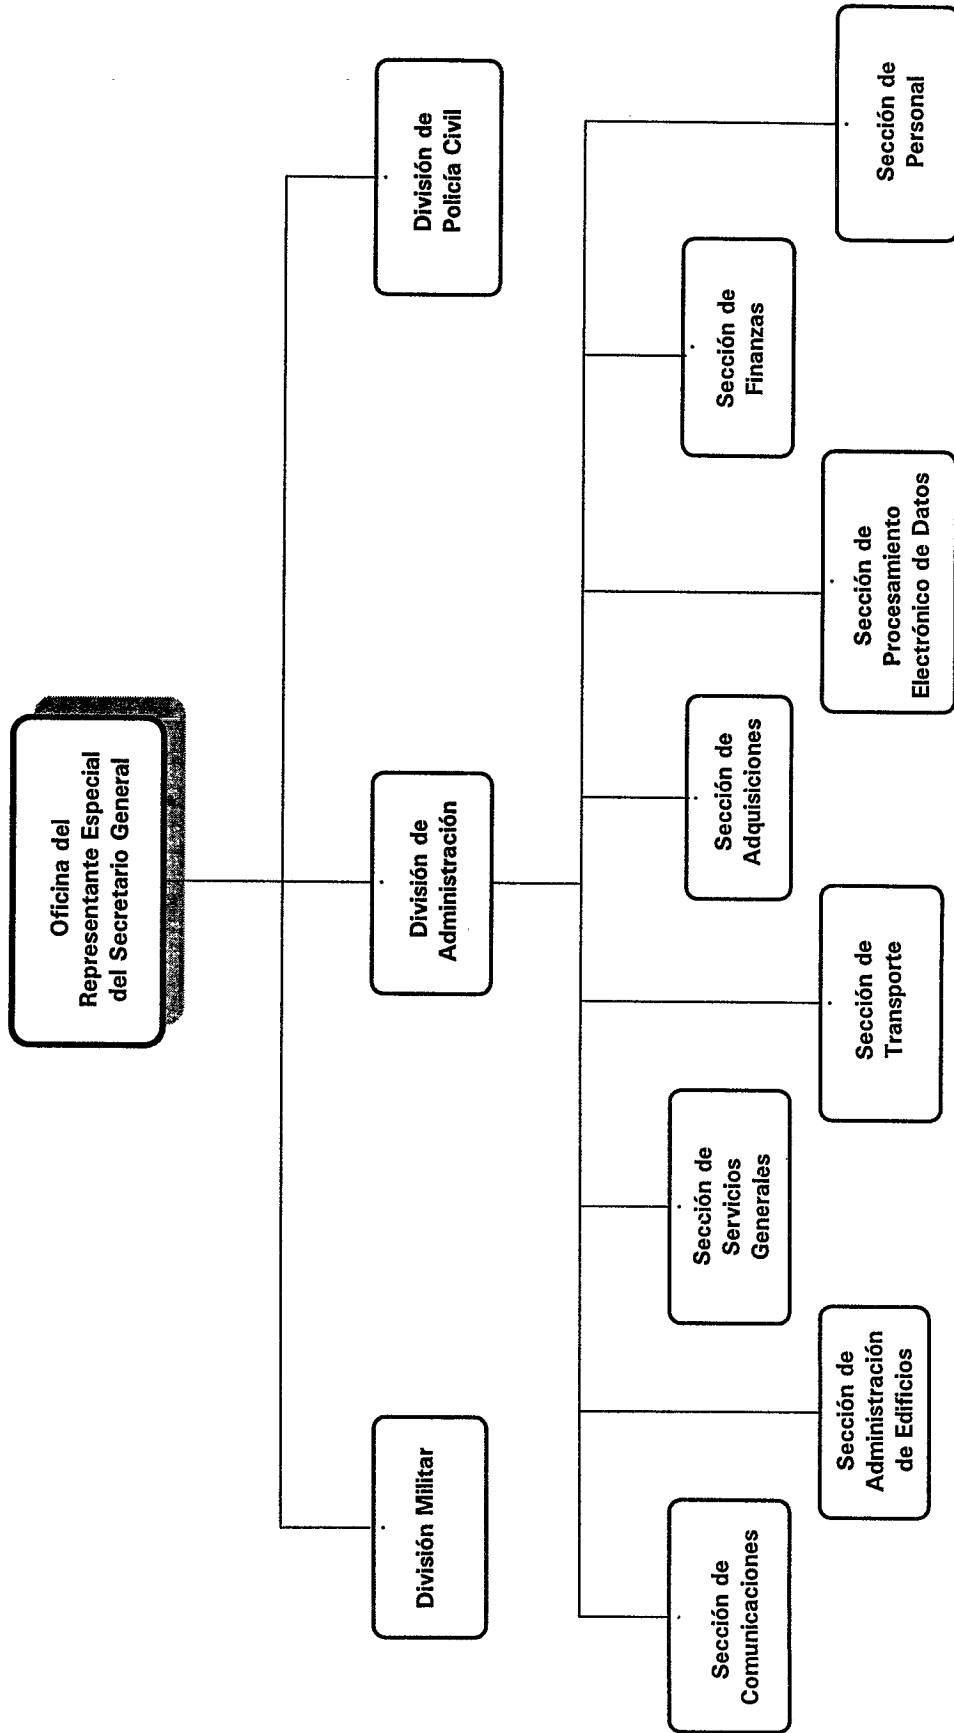 Oficina del
Representante Especial
del Secretario General
División Militar
División de
Administración
División de
Policía Civil
Sección de
Comunicaciones
Sección de
Administración
de Edificios
Sección de
Servicios
Generales
Sección de
Transporte
Sección de
Adquisiciones
Sección de
Procesamiento
Electrónico de Datos
Sección de
Finanzas
Sección de
Personal